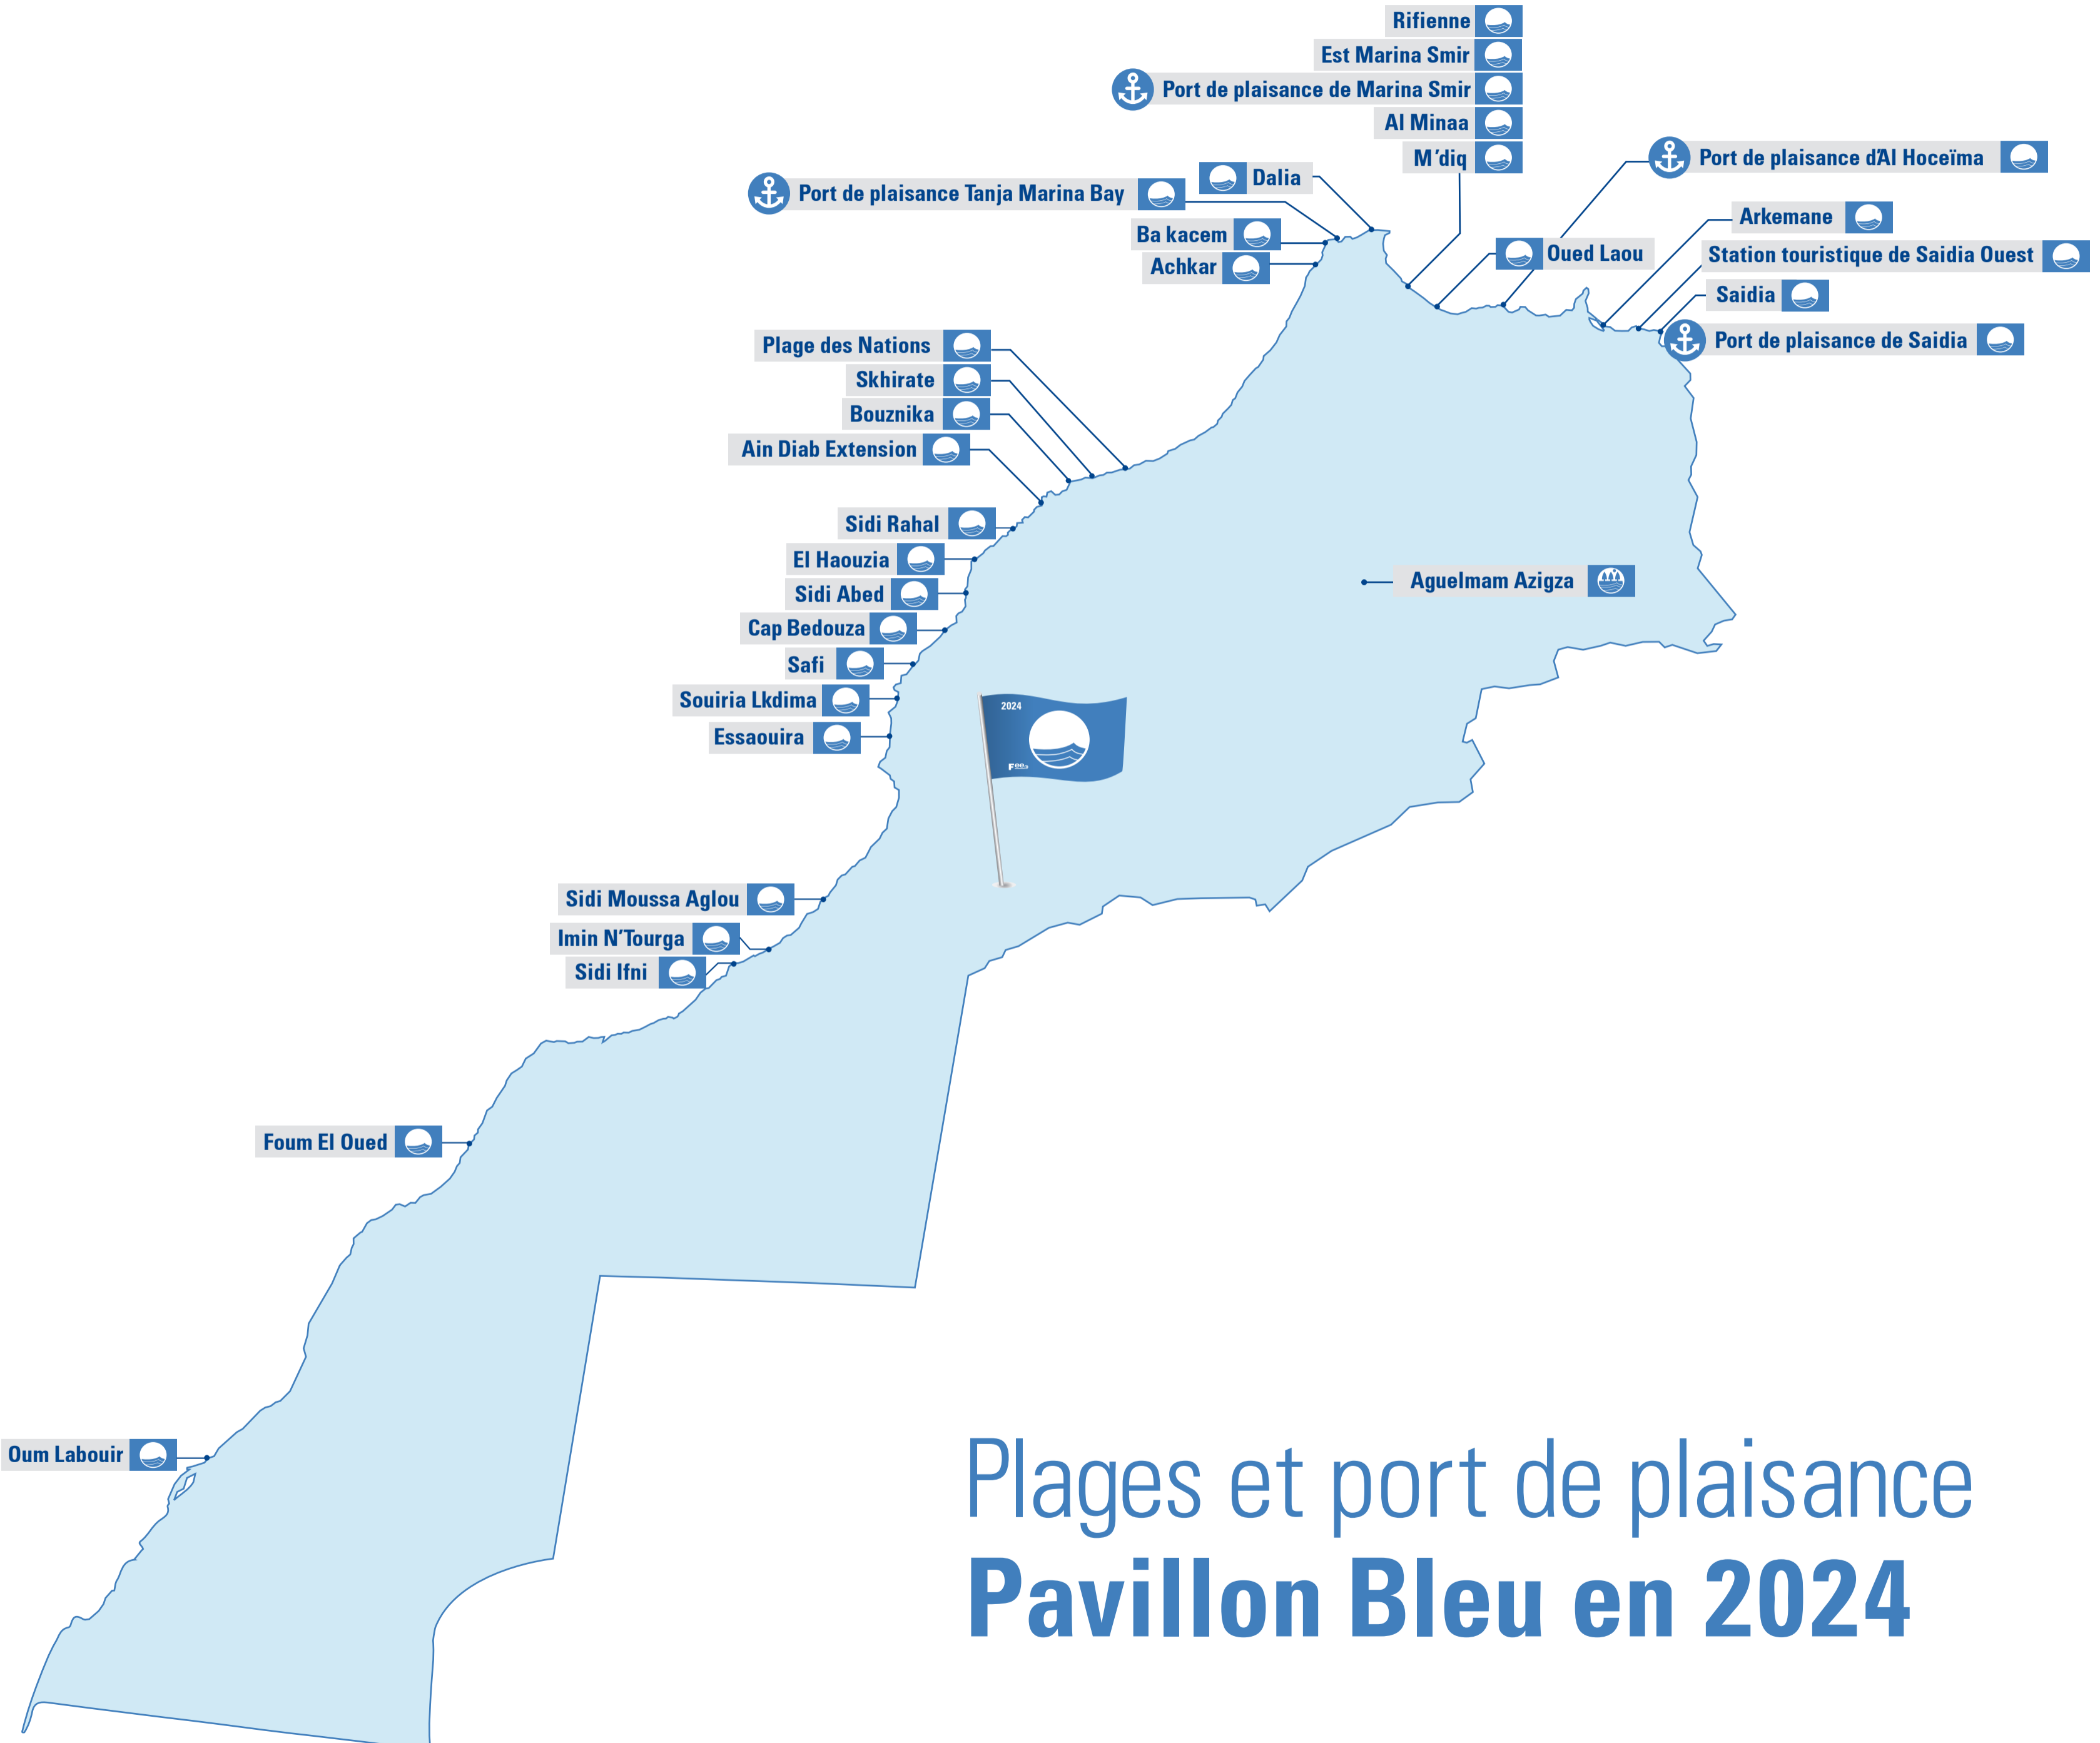 Rifienne
Est Marina Smir
Port de plaisance de Marina Smir
Al Minaa
M'diq
Port de plaisance d'Al Hoceïma
Dalia
Port de plaisance Tanja Marina Bay
Arkemane
Ba kacem
Oued Laou
Station touristique de Saidia Ouest
Achkar
Saidia
Port de plaisance de Saidia
Plage des Nations
Skhirate
Bouznika
Ain Diab Extension
Sidi Rahal
El Haouzia
Aguelmam Azigza
Sidi Abed
Cap Bedouza
Safi
Souiria Lkdima
Essaouira
2024
Fee
Sidi Moussa Aglou
Imin N'Tourga
Sidi Ifni
Foum El Oued
Oum Labouir
Plages et port de plaisance
Pavillon Bleu en 2024